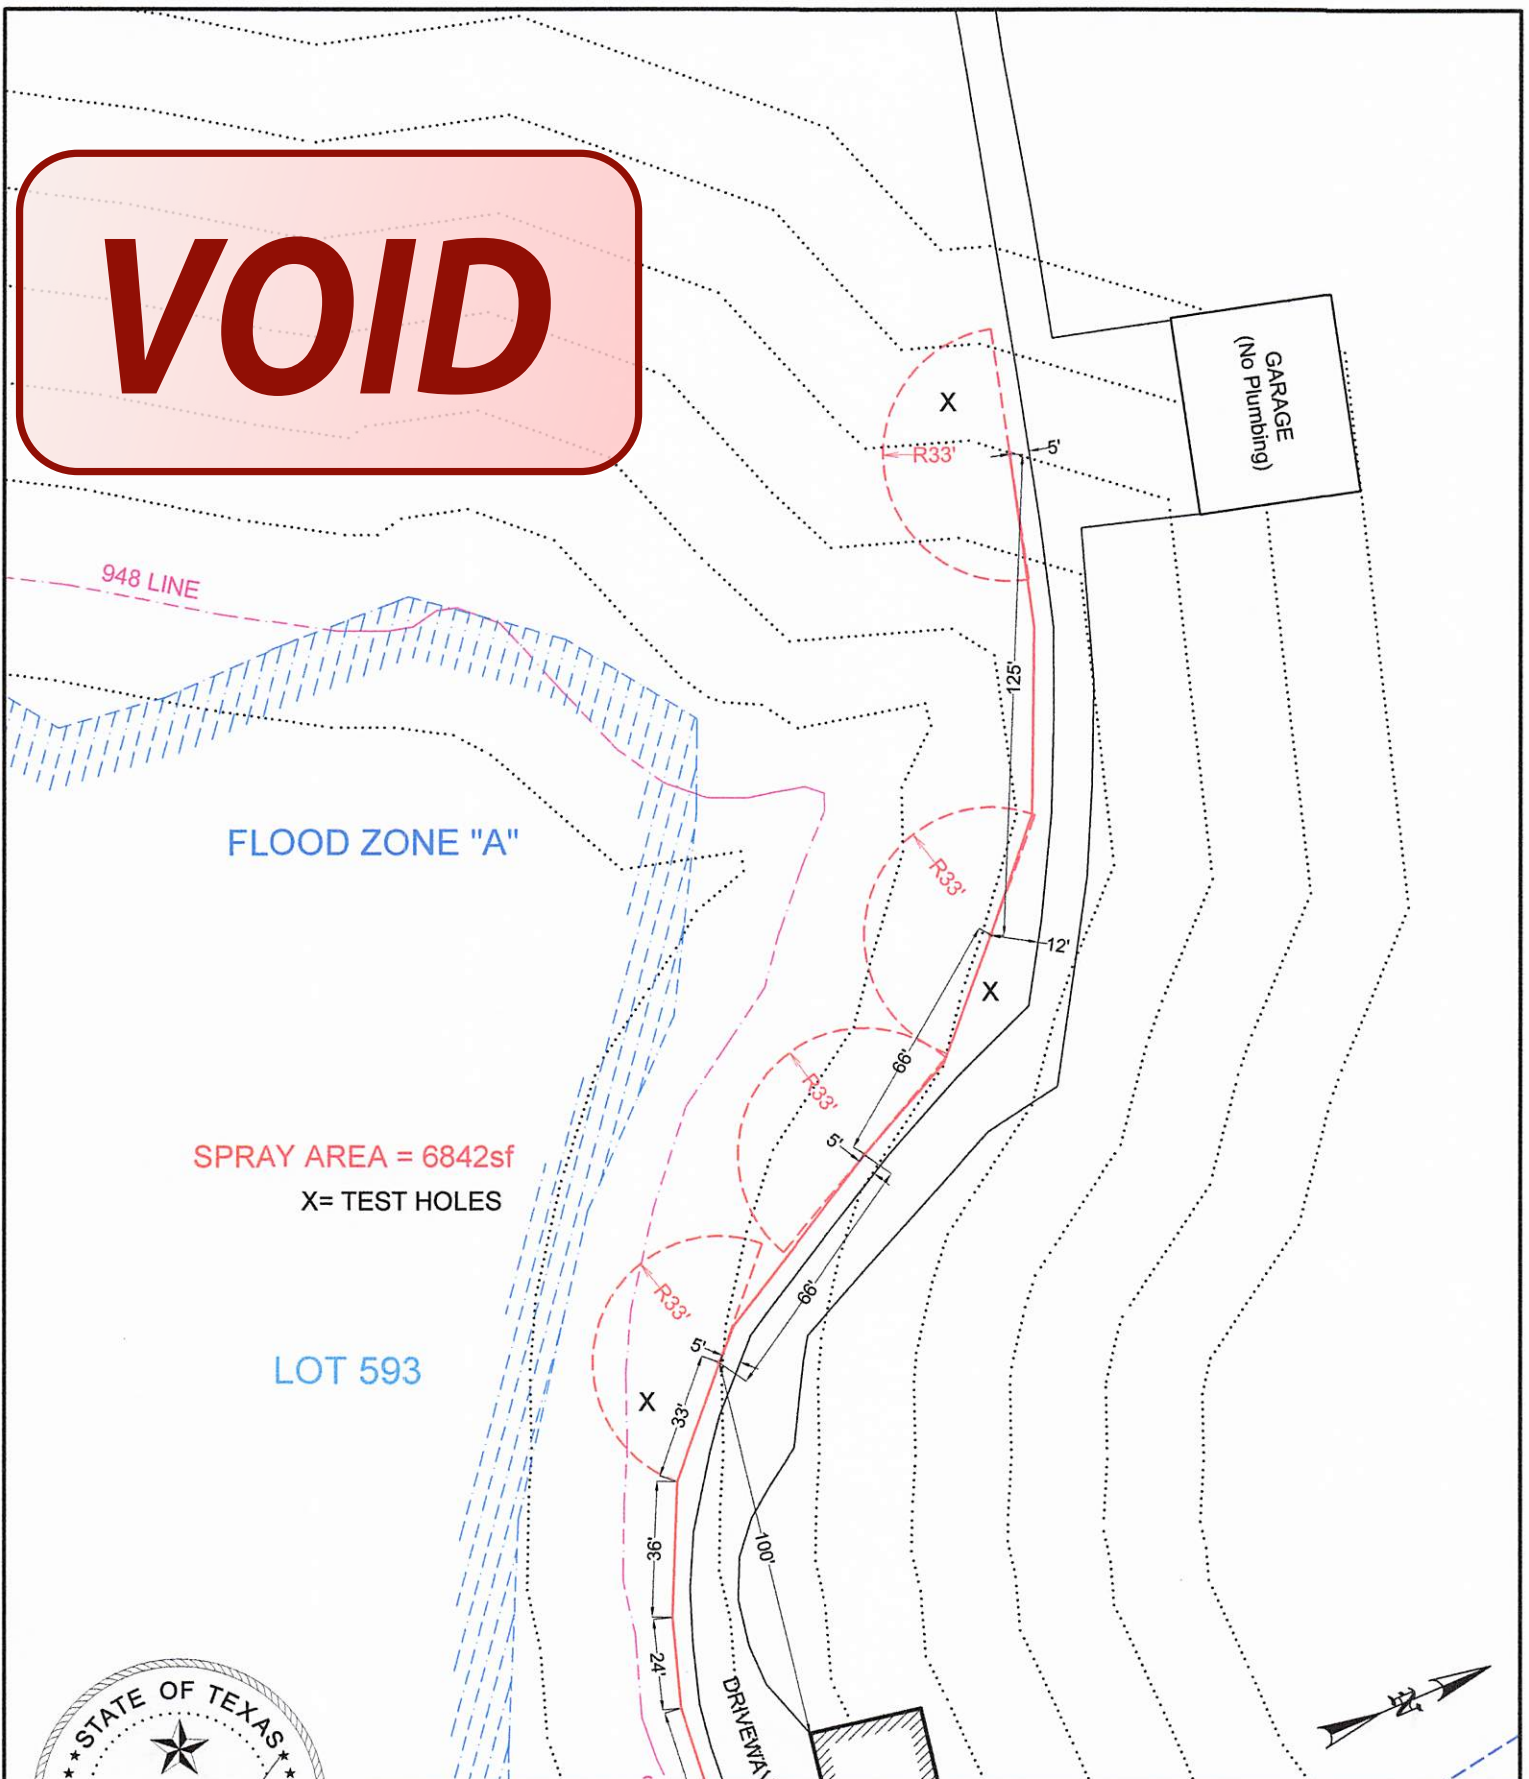 VOID
GARAGE
(No Plumbing)
X
R33'
5'
948 LINE
125'
FLOOD ZONE "A"
R33'
12'
X
66'
R33'
5'
SPRAY AREA = 6842sf
X= TEST HOLES
66'
R33'
5'
LOT 593
X
33'
36'
100'
24'
DRIVEWAY
STATE OF TEXAS
N